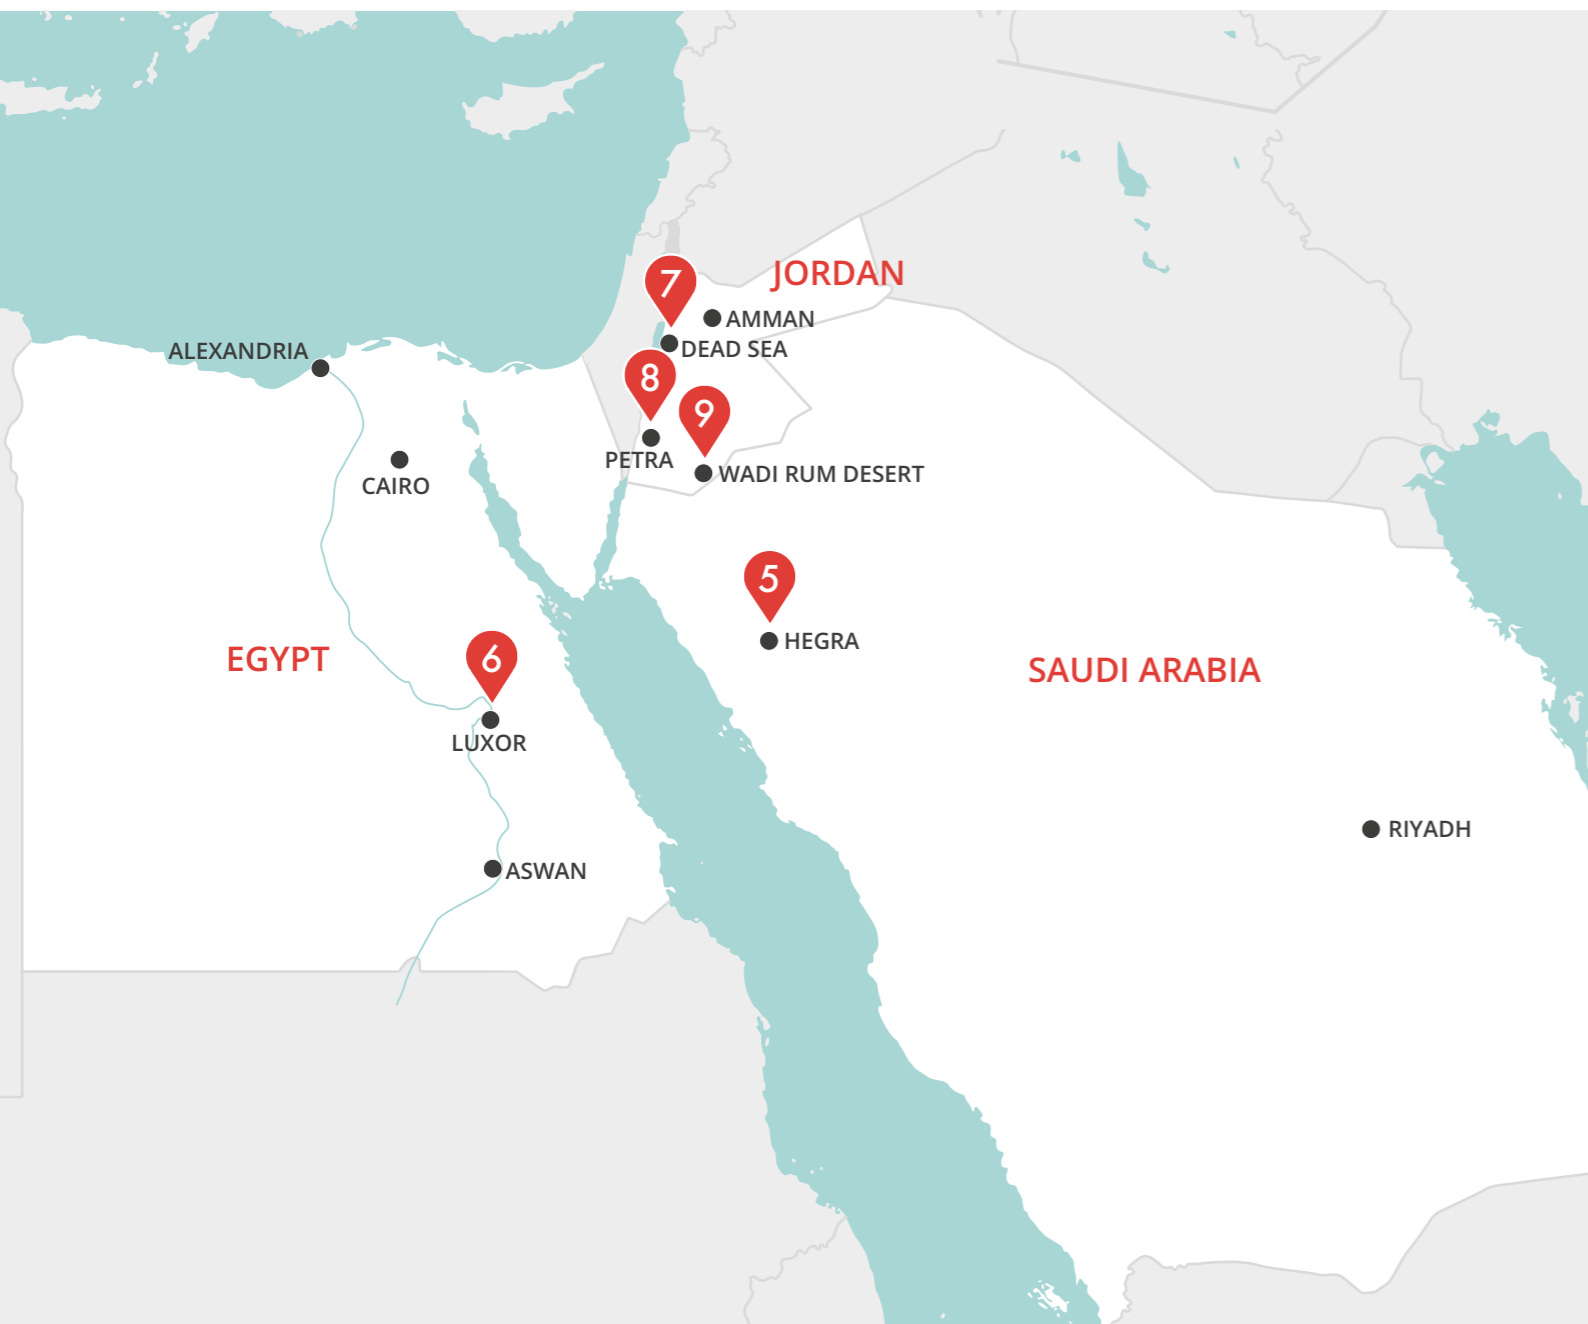 7
JORDAN
AMMAN
DEAD SEA
ALEXANDRIA
8
9
PETRA
WADI RUM DESERT
CAIRO
5
HEGRA
EGYPT
6
SAUDI ARABIA
LUXOR
RIYADH
ASWAN